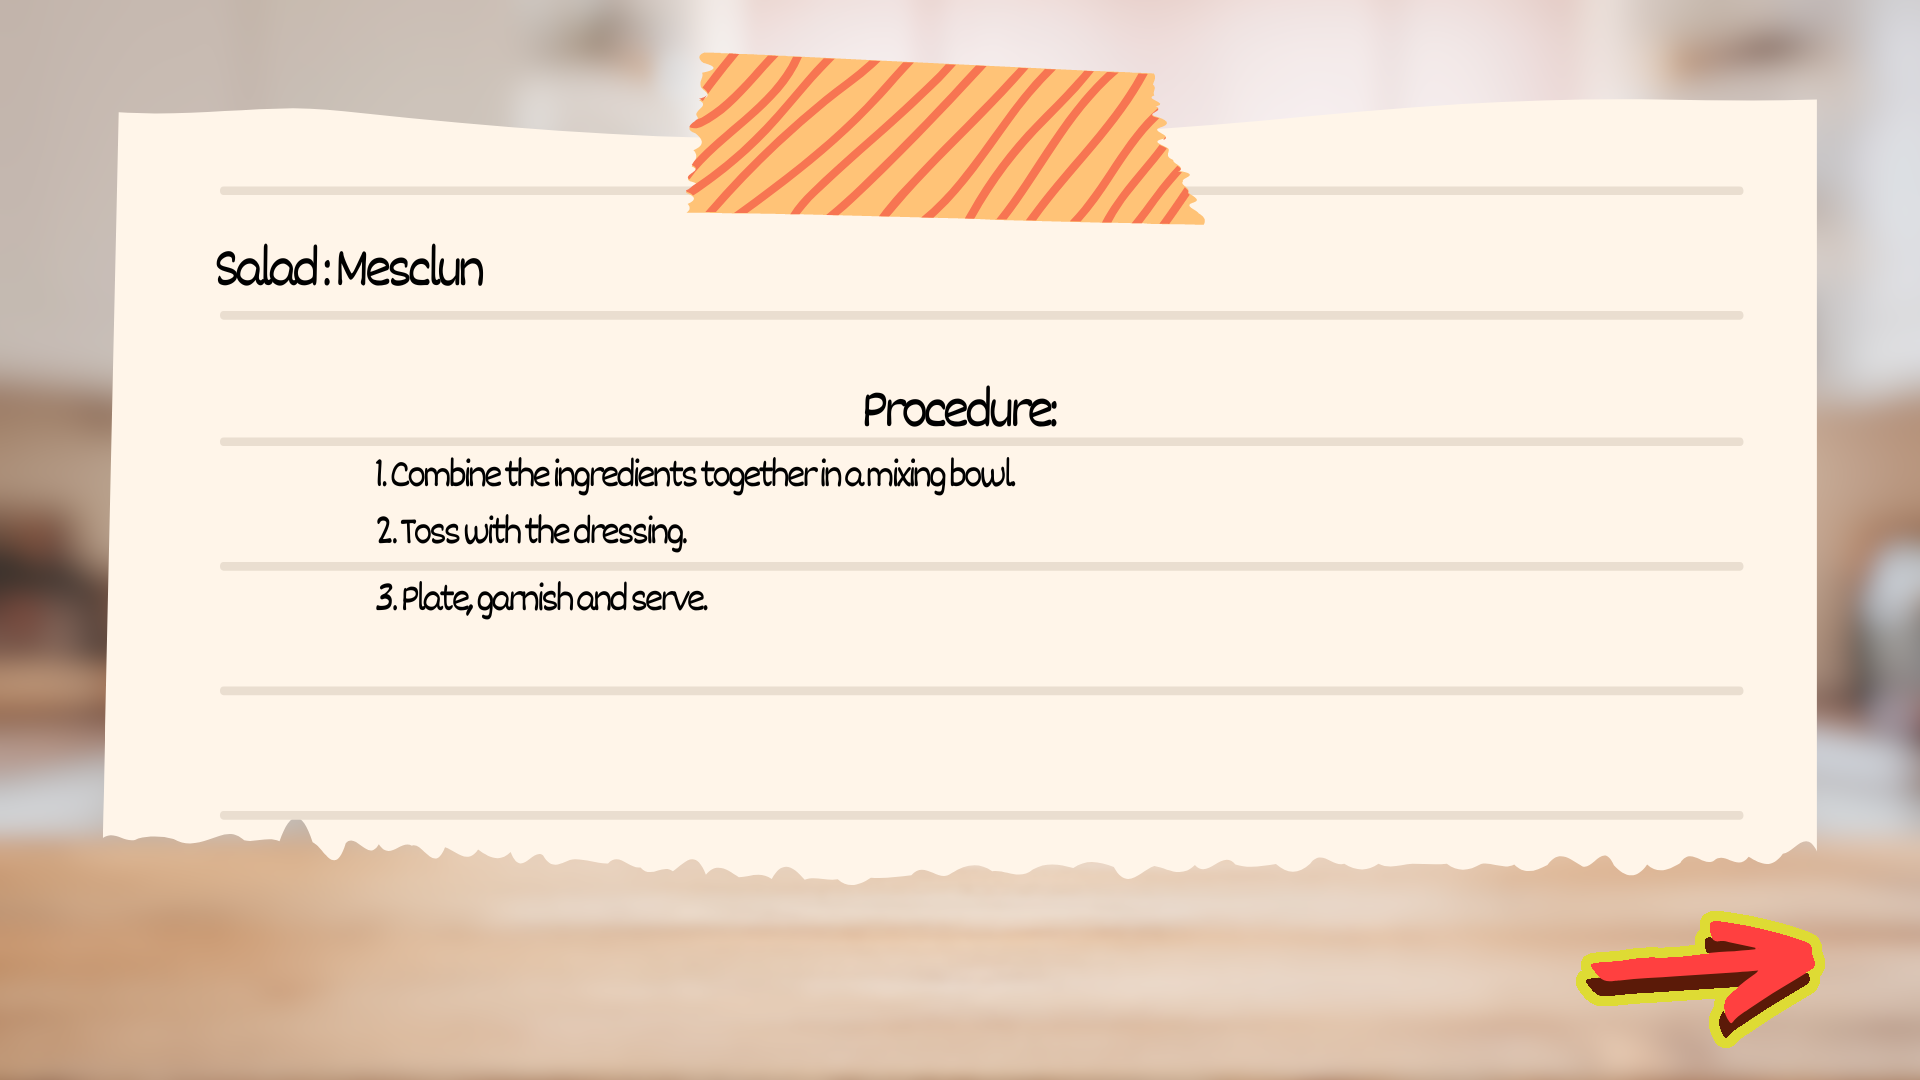 Salad : Mesclun
Procedure:
1. Combine the ingredients together in a mixing bowl.
2. Toss with the dressing.
3. Plate, garnish and serve.